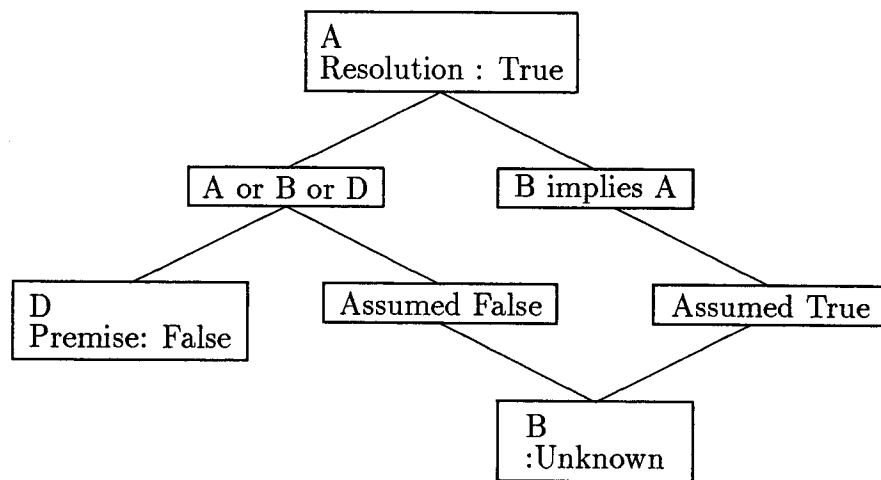 A
Resolution : True
A or B or D
B implies A
D
Premise: False
Assumed False
Assumed True
B
:Unknown